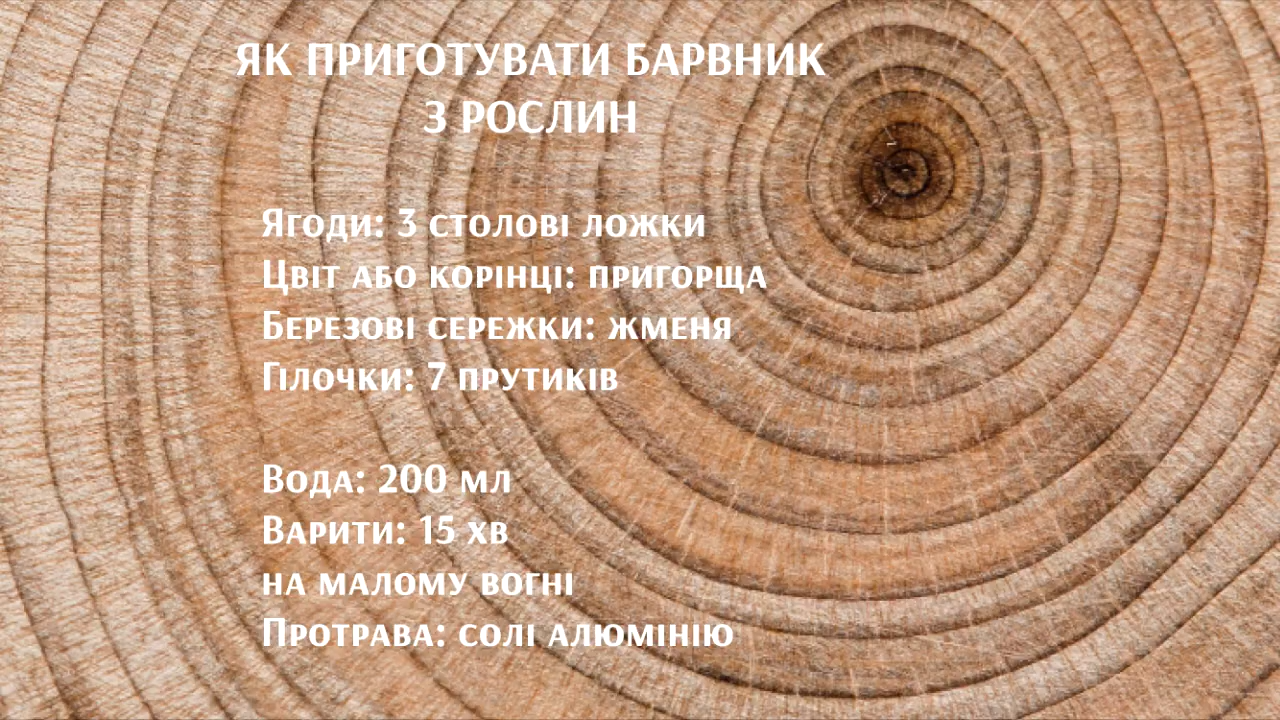 ЯК ПРИГОТУВАТИ БАРВНИК
З РОСЛИН
Ягоди: 3 столові ложки
Цвіт або корінці: пригорща
Березові сережки: жменя
Гілочки: 7 прутиків
Вода: 200 мл
Варити: 15 хв
на малому вогні
Протрава: солі алюмінію